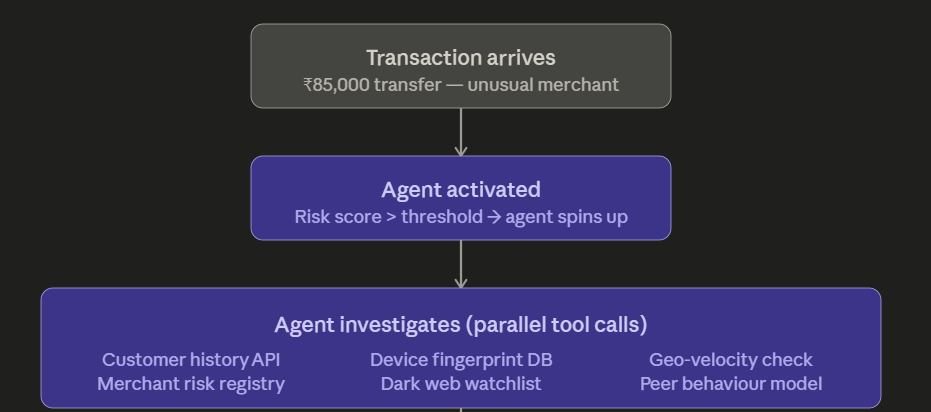 Transaction arrives
₹85,000 transfer — unusual merchant
Agent activated
Risk score > threshold → agent spins up
Agent investigates (parallel tool calls)
Customer history API Device fingerprint DB Geo-velocity check
Merchant risk registry Dark web watchlist Peer behaviour model